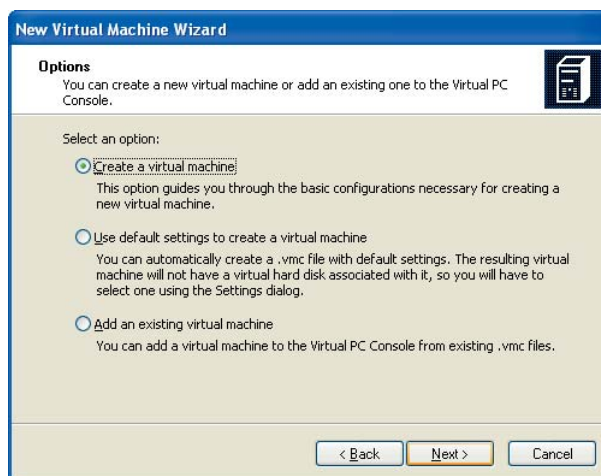 New Virtual Machine Wizard
Options
You can create a new virtual machine or add an existing one to the Virtual PC
Console.
Select an option:
Create a virtual machine
This option guides you through the basic configurations necessary for creating a
new virtual machine.
Use default settings to create a virtual machine
You can automatically create a .vmc file with default settings. The resulting virtual
machine will not have a virtual hard disk associated with it, so you will have to
select one using the Settings dialog.
Add an existing virtual machine
You can add a virtual machine to the Virtual PC Console from existing .vmc files.
< Back Next > Cancel